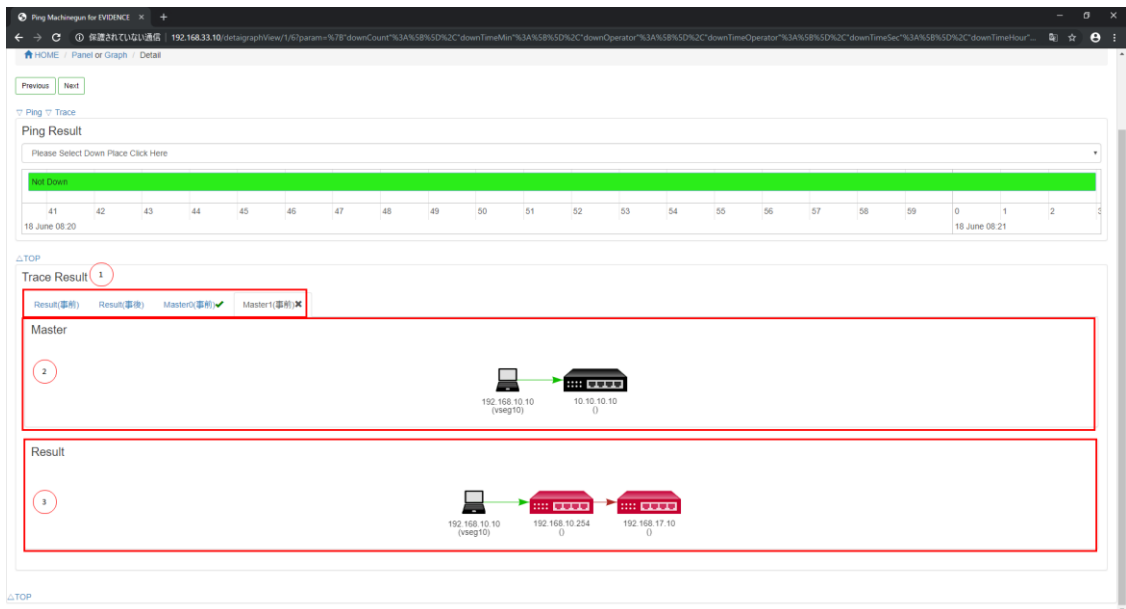 Ping Machinegun for EVIDENCE
保護されていない通信 | 192.168.33.10/detaigraphView/1/6?param=%7B"downCount"%3A%5B%5D%2C"downTimeMin"%3A%5B%5D%2C"downOperator"%3A%5B%5D%2C"downTimeOperator"%3A%5B%5D%2C"downTimeSec"%3A%5B%5D%2C"downTimeHour"...
HOME / Panel or Graph / Detail
Previous Next
▽ Ping ▽ Trace
Ping Result
Please Select Down Place Click Here
Not Down
41 42 43 44 45 46 47 48 49 50 51 52 53 54 55 56 57 58 59 0 1 2 3
18 June 08:20 18 June 08:21
△TOP
Trace Result 1
Result(事前) Result(事後) Master0(事前)✔ Master1(事前)✖
Master
2
192.168.10.10 10.10.10.10
(vseg10) ()
Result
3
192.168.10.10 192.168.10.254 192.168.17.10
(vseg10) () ()
△TOP